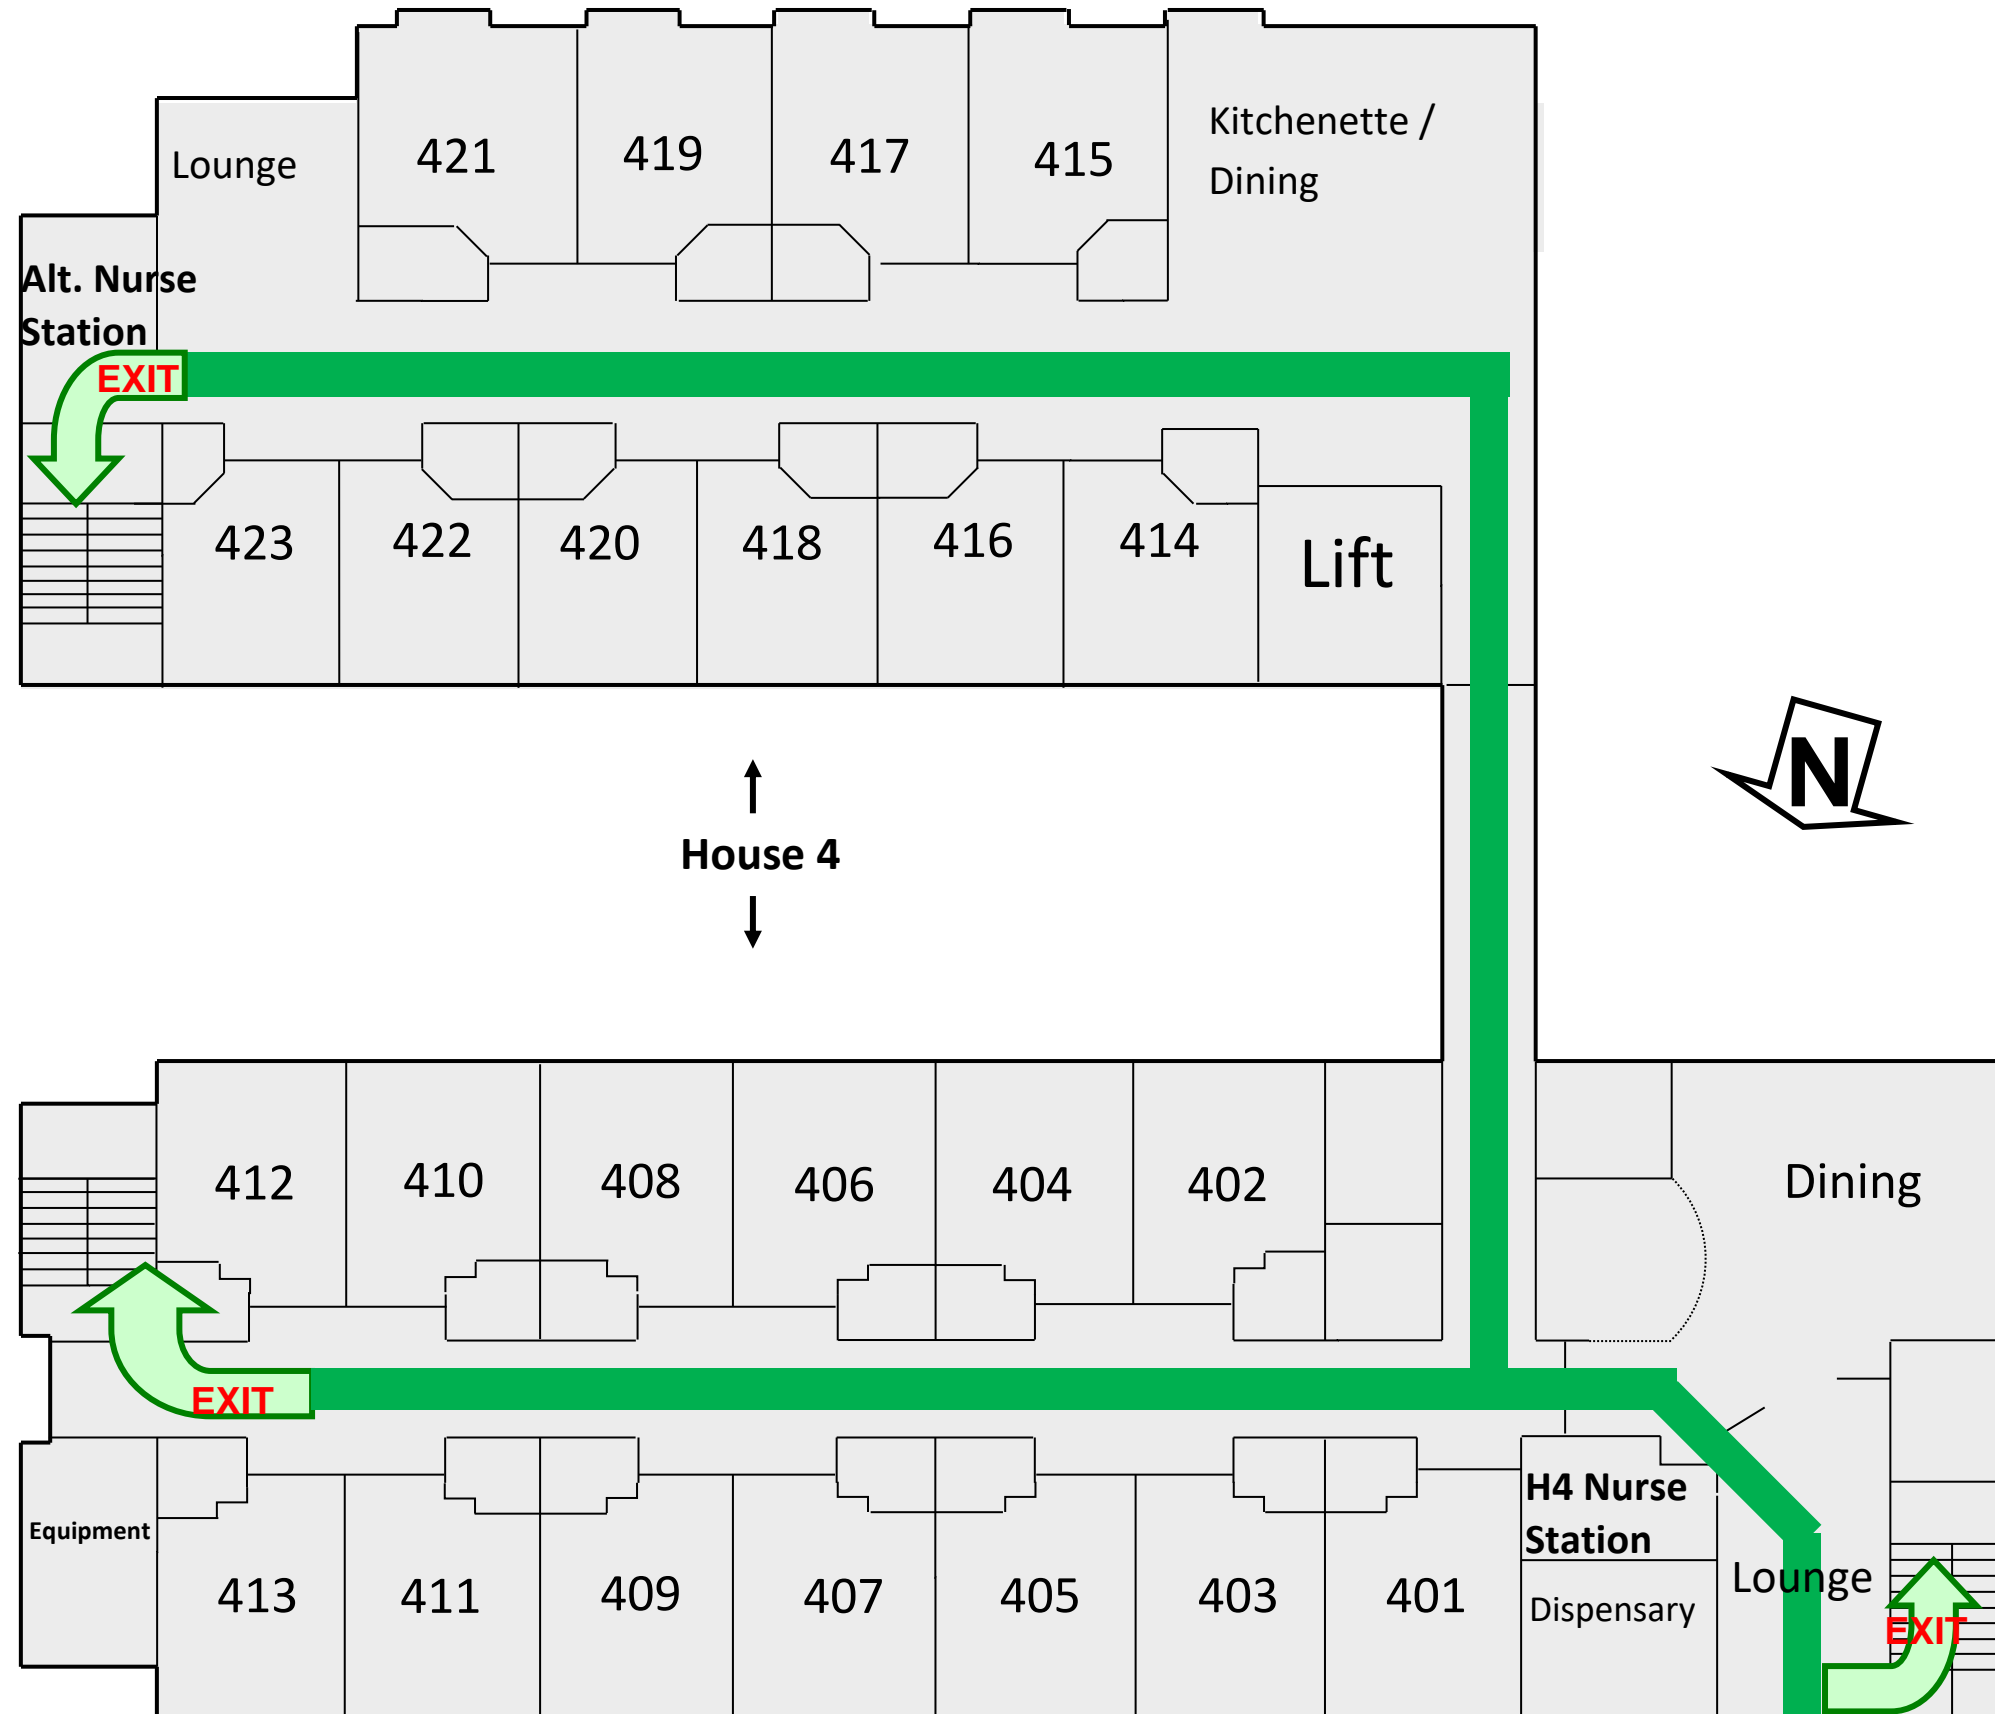 Kitchenette /
Dining
Lounge
421
419
417
415
Alt. Nurse
Station
EXIT
423
422
420
418
416
414
Lift
N
House 4
412
410
408
406
404
402
Dining
EXIT
H4 Nurse
Station
Equipment
413
411
409
407
405
403
401
Dispensary
Lounge
EXIT